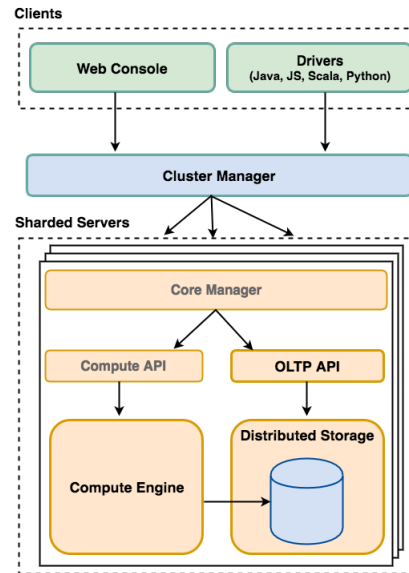 Clients
Web Console
Drivers
(Java, JS, Scala, Python)
Cluster Manager
Sharded Servers
Core Manager
Compute API
OLTP API
Compute Engine
Distributed Storage